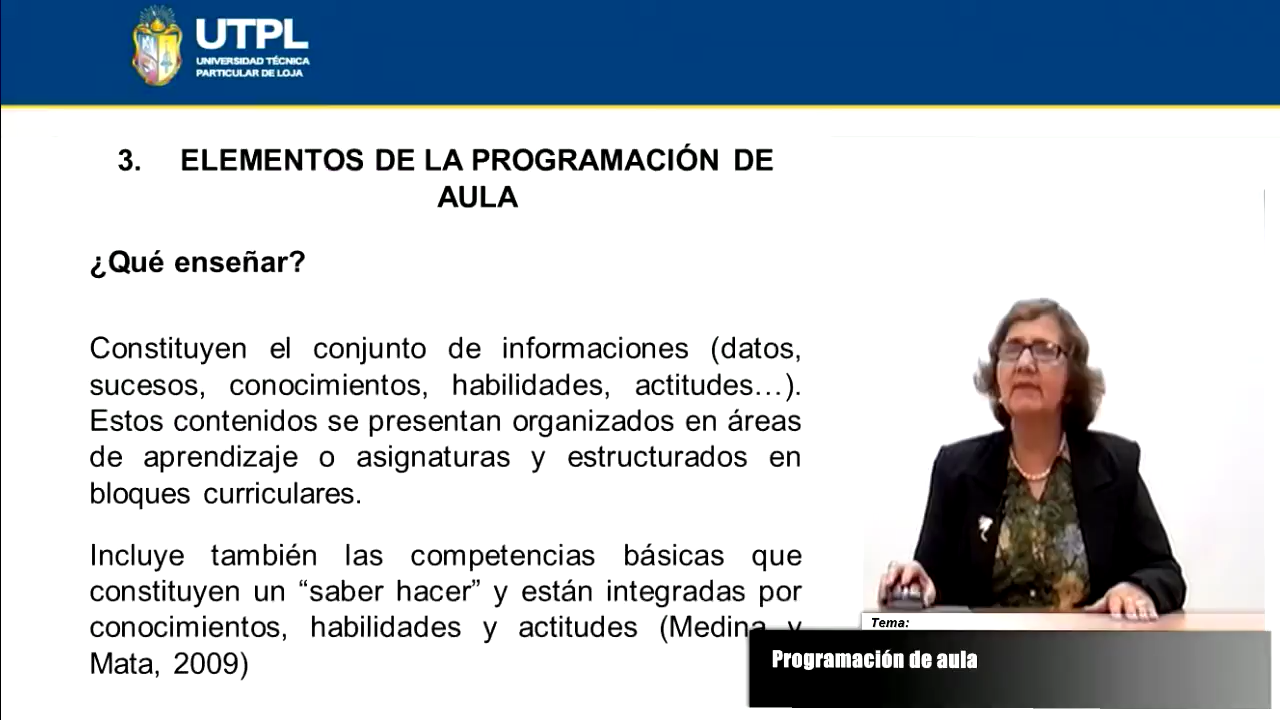 UTPL
UNIVERSIDAD TÉCNICA
PARTICULAR DE LOJA
3. ELEMENTOS DE LA PROGRAMACIÓN DE
AULA
¿Qué enseñar?
Constituyen el conjunto de informaciones (datos,
sucesos, conocimientos, habilidades, actitudes…).
Estos contenidos se presentan organizados en áreas
de aprendizaje o asignaturas y estructurados en
bloques curriculares.
Incluye también las competencias básicas que
constituyen un “saber hacer” y están integradas por
conocimientos, habilidades y actitudes (Medina y
Mata, 2009)
Tema:
Programación de aula